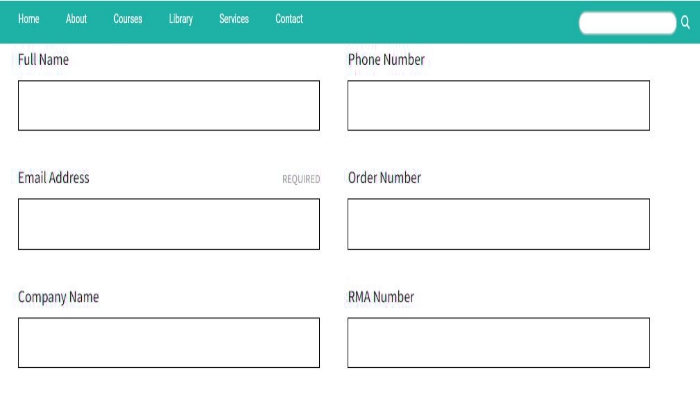 Home About Courses Library Services Contact
Full Name Phone Number
Email Address REQUIRED Order Number
Company Name RMA Number